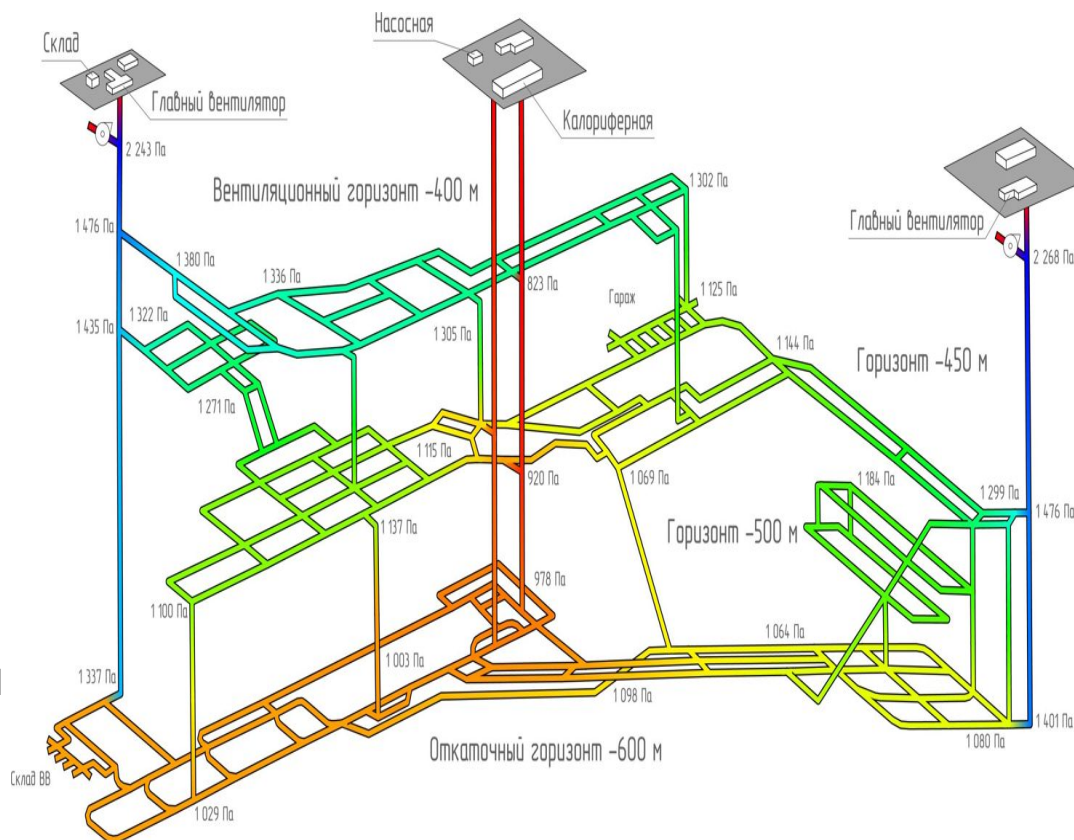 Насосная
Склад
Главный вентилятор
Калориферная
2 243 Па
Вентиляционный горизонт -400 м
1 302 Па
Главный вентилятор
1 476 Па
1 380 Па
2 268 Па
1 336 Па
823 Па
1 125 Па
Гараж
1 322 Па
1 435 Па
1 305 Па
1 144 Па
Горизонт -450 м
1 271 Па
1 115 Па
920 Па
1 069 Па
1 184 Па
1 299 Па
1 476 Па
1 137 Па
Горизонт -500 м
978 Па
1 100 Па
1 064 Па
1 003 Па
1 337 Па
1 098 Па
1 401 Па
1 080 Па
Откаточный горизонт -600 м
Склад ВВ
1 029 Па